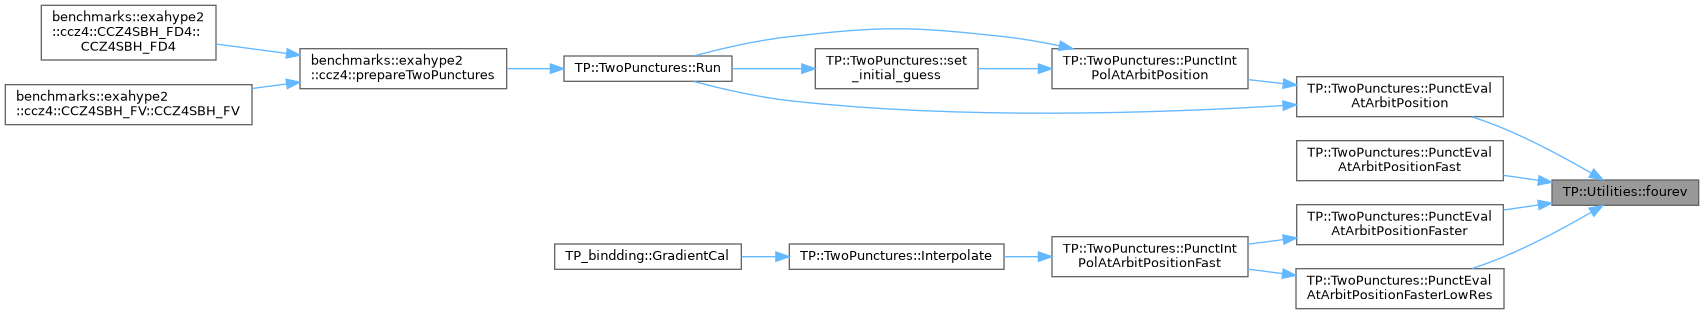 benchmarks::exahype2
::ccz4::CCZ4SBH_FD4::
CCZ4SBH_FD4
benchmarks::exahype2
::ccz4::CCZ4SBH_FV::CCZ4SBH_FV
benchmarks::exahype2
::ccz4::prepareTwoPunctures
TP::TwoPunctures::Run
TP::TwoPunctures::set
_initial_guess
TP::TwoPunctures::PunctInt
PolAtArbitPosition
TP::TwoPunctures::PunctEval
AtArbitPosition
TP::TwoPunctures::PunctEval
AtArbitPositionFast
TP::Utilities::fourev
TP::TwoPunctures::PunctEval
AtArbitPositionFaster
TP_bindding::GradientCal
TP::TwoPunctures::Interpolate
TP::TwoPunctures::PunctInt
PolAtArbitPositionFast
TP::TwoPunctures::PunctEval
AtArbitPositionFasterLowRes